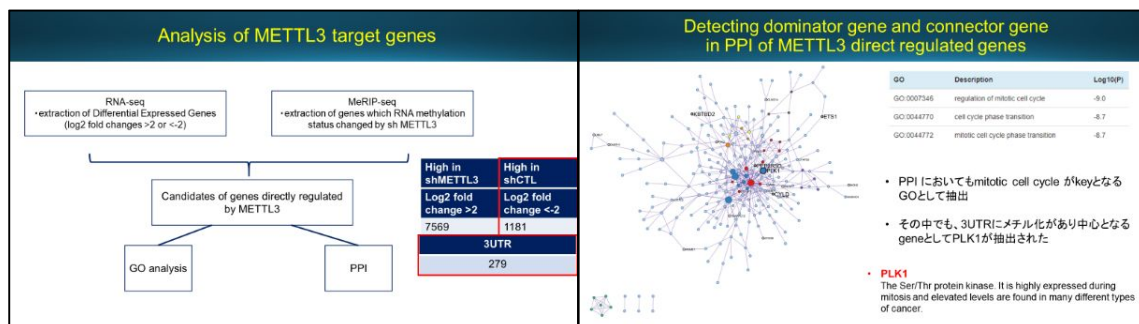 Analysis of METTL3 target genes
RNA-seq
・extraction of Differential Expressed Genes
(log2 fold changes >2 or <-2)
MeRIP-seq
・extraction of genes which RNA methylation
status changed by sh METTL3
Candidates of genes directly regulated
by METTL3
GO analysis
PPI
High in
shMETTL3
High in
shCTL
Log2 fold
change >2
Log2 fold
change <-2
7569
1181
3UTR
279
Detecting dominator gene and connector gene
in PPI of METTL3 direct regulated genes
ETS1
PLK1
GO Description Log10(P)
GO:0007346 regulation of mitotic cell cycle -9.0
GO:0044770 cell cycle phase transition -8.7
GO:0044772 mitotic cell cycle phase transition -8.7
• PPI においてもmitotic cell cycle がkeyとなる
GOとして抽出
• その中でも、3UTRにメチル化があり中心となる
geneとしてPLK1が抽出された
• PLK1
The Ser/Thr protein kinase. It is highly expressed during
mitosis and elevated levels are found in many different types
of cancer.